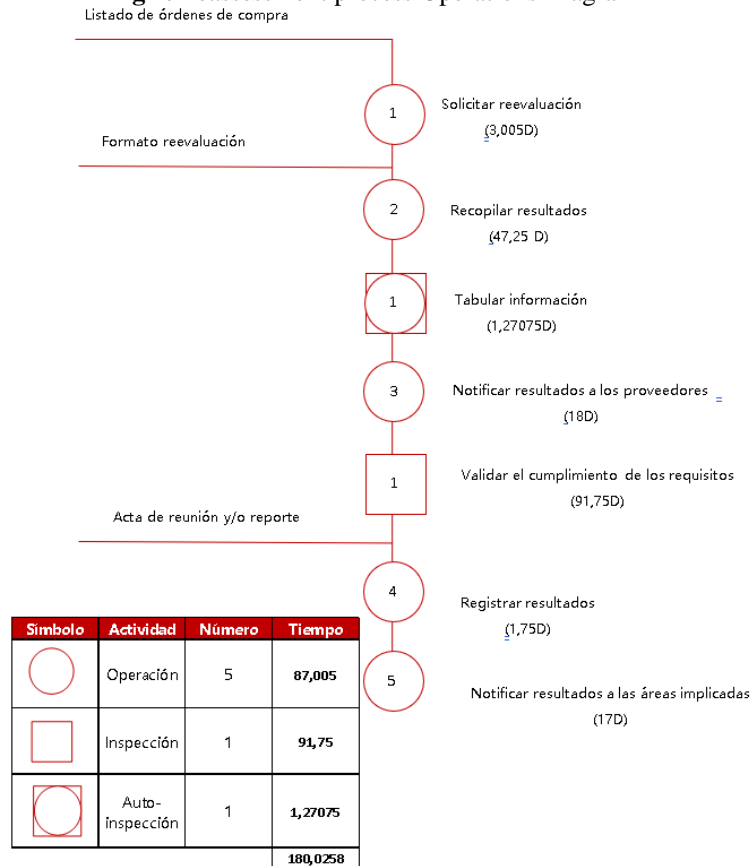 Listado de órdenes de compra
1
Solicitar reevaluación
(3,005D)
Formato reevaluación
2
Recopilar resultados
(47,25 D)
1
Tabular información
(1,27075D)
3
Notificar resultados a los proveedores
(18D)
1
Validar el cumplimiento de los requisitos
(91,75D)
Acta de reunión y/o reporte
4
Registrar resultados
(1,75D)
5
Notificar resultados a las áreas implicadas
(17D)
Símbolo Actividad Número Tiempo
Operación 5 87,005
Inspección 1 91,75
Auto-
inspección 1 1,27075
180,0258